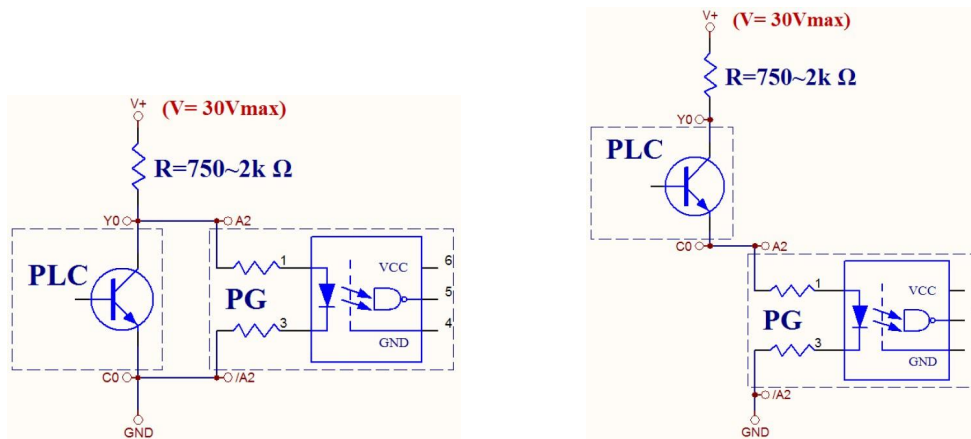 V+ (V= 30Vmax)
R=750~2k Ω
Y0
A2
PLC
PG
1
3
VCC
GND
6
5
4
C0
/A2
GND
V+ (V= 30Vmax)
R=750~2k Ω
Y0
PLC
C0
A2
PG
1
3
VCC
GND
/A2
GND